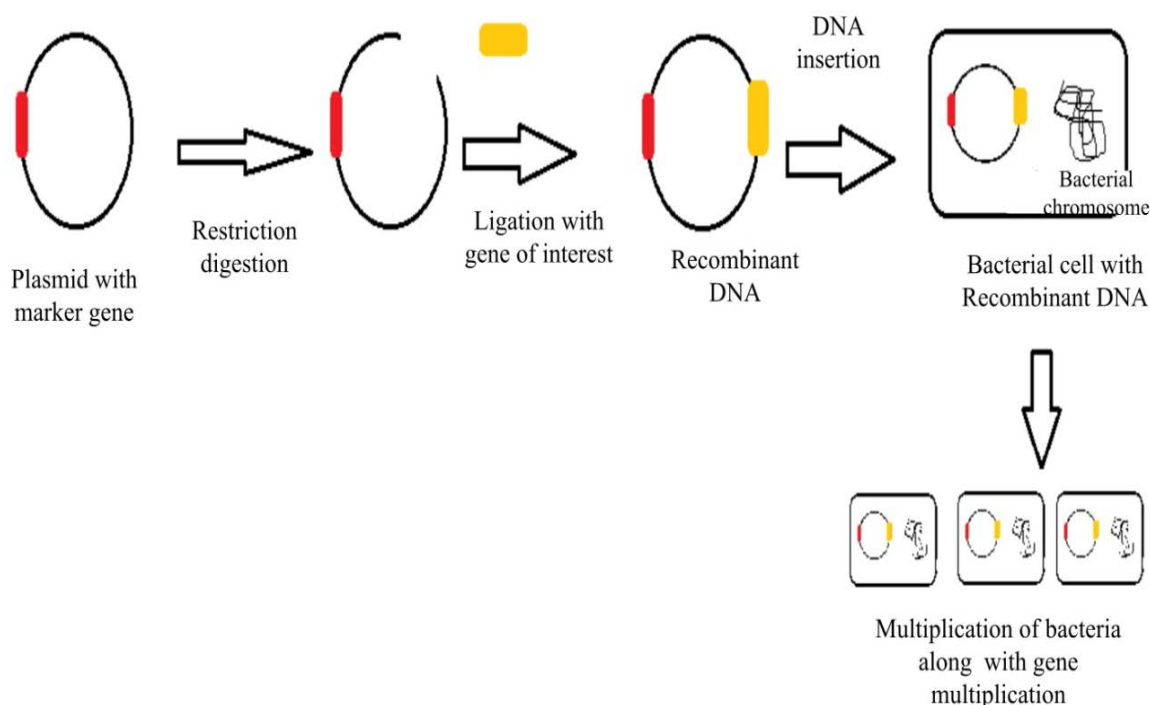 Plasmid with
marker gene
Restriction
digestion
Ligation with
gene of interest
Recombinant
DNA
DNA
insertion
Bacterial
chromosome
Bacterial cell with
Recombinant DNA
Multiplication of bacteria
along with gene
multiplication